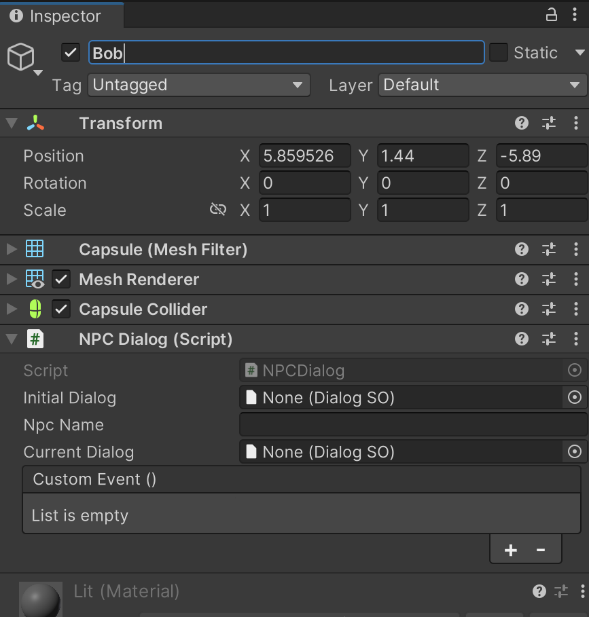 Inspector
Bob
Static
Tag Untagged Layer Default
Transform
Position X 5.859526 Y 1.44 Z -5.89
Rotation X 0 Y 0 Z 0
Scale X 1 Y 1 Z 1
Capsule (Mesh Filter)
Mesh Renderer
Capsule Collider
# NPC Dialog (Script)
Script # NPCDialog
Initial Dialog None (Dialog SO)
Npc Name
Current Dialog None (Dialog SO)
Custom Event ()
List is empty
+ -
Lit (Material)